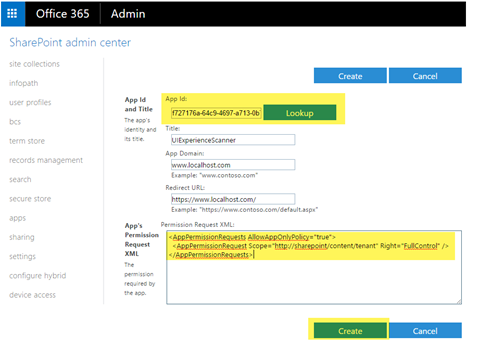 Office 365 Admin
SharePoint admin center
site collections
infopath
user profiles
bcs
term store
records management
search
secure store
apps
sharing
settings
configure hybrid
device access
Create Cancel
App Id
and Title
The app's
identity and
its title.
App Id:
f727176a-64c9-4697-a713-0b Lookup
Title:
UIExperienceScanner
App Domain:
www.localhost.com
Example: "www.contoso.com"
Redirect URL:
https://www.localhost.com/
Example: "https://www.contoso.com/default.aspx"
App's
Permission
Request
XML
The
permission
required by
the app.
Permission Request XML:
<AppPermissionRequests AllowAppOnlyPolicy="true">
<AppPermissionRequest Scope="http://sharepoint/content/tenant" Right="FullControl" />
</AppPermissionRequests>
Create Cancel